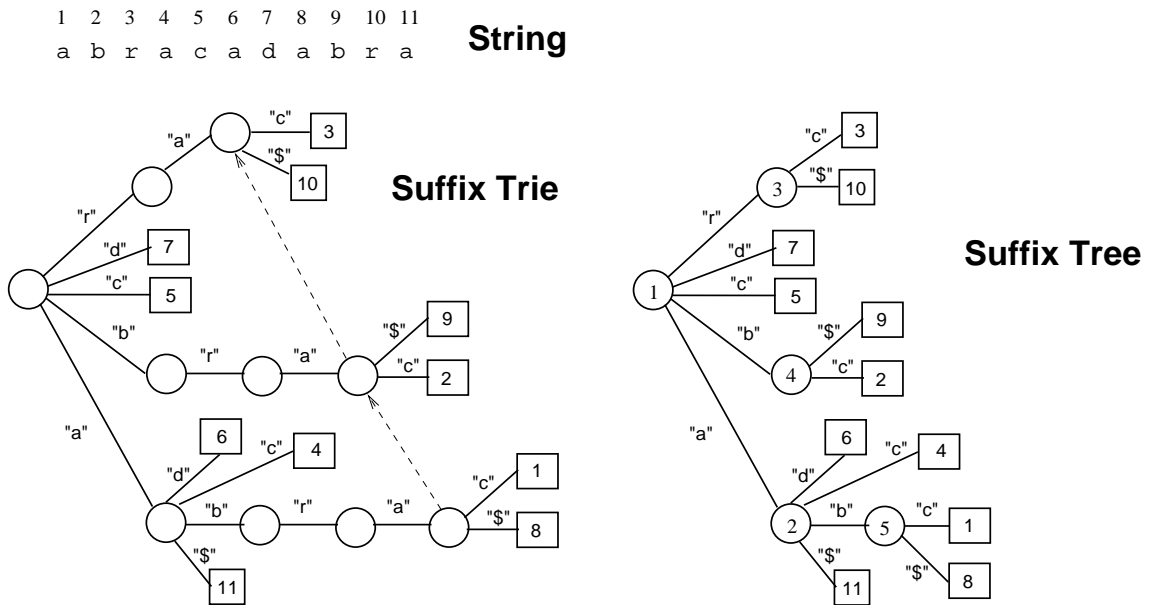 1 2 3 4 5 6 7 8 9 10 11
a b r a c a d a b r a
String
"a" "c" 3
"$" 10
Suffix Trie
"r"
"d" 7
"c" 5
"b" "r" "a" "$" 9
"c" 2
"a"
"d" 6
"c" 4
"b" "r" "a" "c" 1
"$" 8
"$" 11
"c" 3
3 "$" 10
"r"
Suffix Tree
1
"d" 7
"c" 5
"b" "$" 9
4 "c" 2
"a"
"d" 6
"c" 4
2 "b" 5 "c" 1
"$" 8
"$" 11